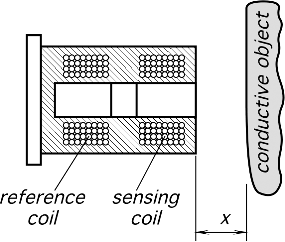 conductive object
reference
coil
sensing
coil
x